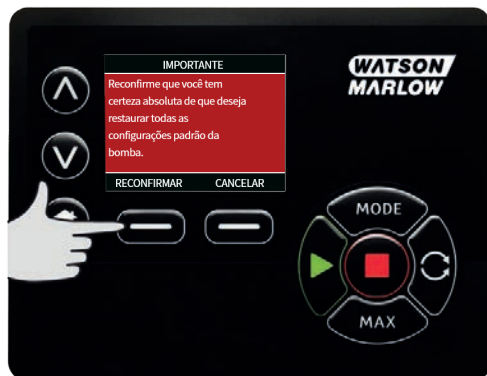 IMPORTANTE
Reconfirme que você tem
certeza absoluta de que deseja
restaurar todas as
configurações padrão da
bomba.
RECONFIRMAR CANCELAR
WATSON
MARLOW
MODE
MAX